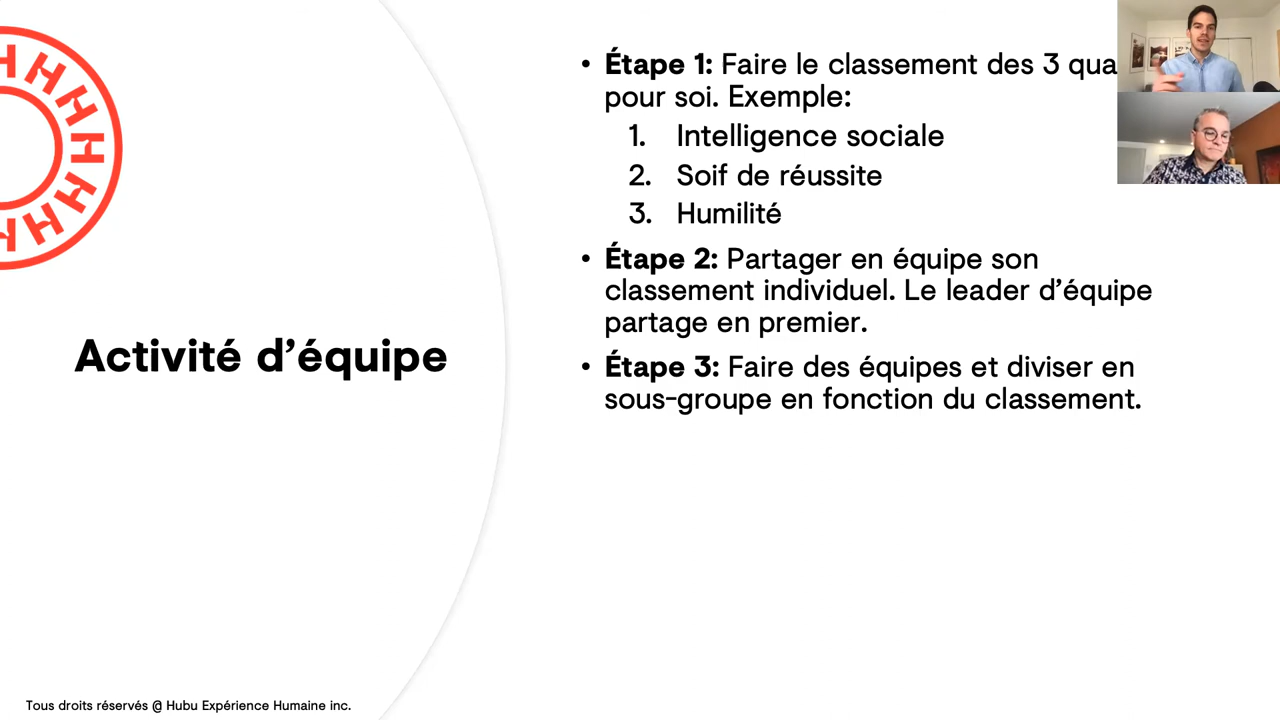 • Étape 1: Faire le classement des 3
pour soi. Exemple:
1. Intelligence sociale
2. Soif de réussite
3. Humilité
• Étape 2: Partager en équipe son
classement individuel. Le leader d’équipe
partage en premier.
• Étape 3: Faire des équipes et diviser en
sous-groupe en fonction du classement.
Activité d’équipe
Tous droits réservés @ Hubu Expérience Humaine inc.